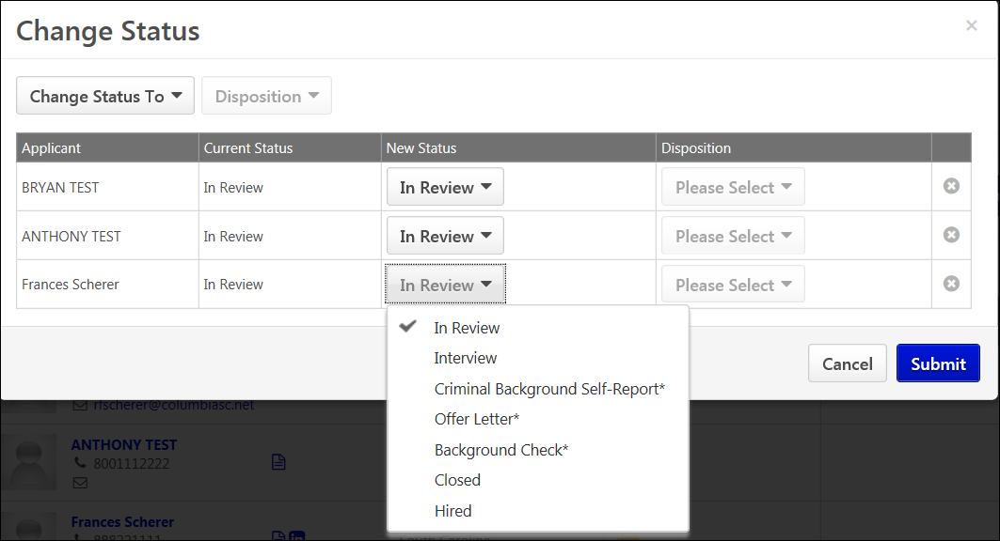 Change Status
Change Status To Disposition
Applicant Current Status New Status Disposition
BRYAN TEST In Review In Review Please Select
ANTHONY TEST In Review In Review Please Select
Frances Scherer In Review In Review Please Select
In Review
Interview
Criminal Background Self-Report*
Offer Letter*
Background Check*
Closed
Hired
Cancel Submit
rfscherer@columbiasc.net
ANTHONY TEST
8001112222
Frances Scherer